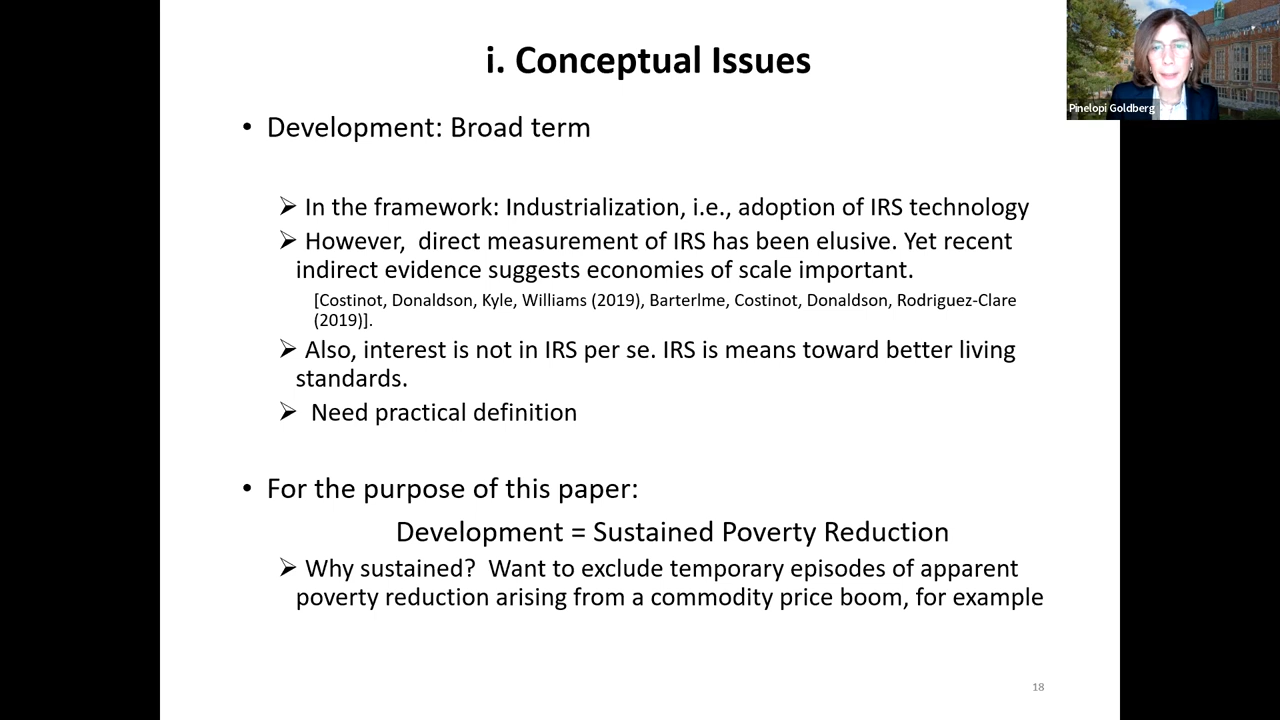 i. Conceptual Issues
Pinelopi Goldberg
• Development: Broad term
➢ In the framework: Industrialization, i.e., adoption of IRS technology
➢ However, direct measurement of IRS has been elusive. Yet recent
indirect evidence suggests economies of scale important.
[Costinot, Donaldson, Kyle, Williams (2019), Barterlme, Costinot, Donaldson, Rodriguez-Clare
(2019)].
➢ Also, interest is not in IRS per se. IRS is means toward better living
standards.
➢ Need practical definition
• For the purpose of this paper:
Development = Sustained Poverty Reduction
➢ Why sustained? Want to exclude temporary episodes of apparent
poverty reduction arising from a commodity price boom, for example
18